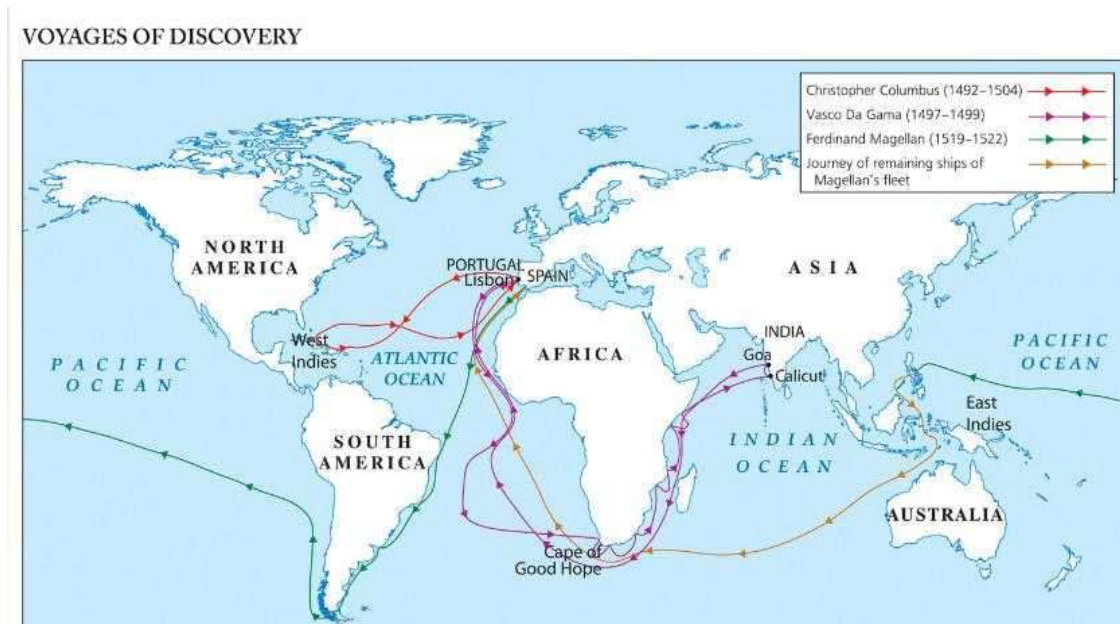 VOYAGES OF DISCOVERY
Christopher Columbus (1492–1504)
Vasco Da Gama (1497–1499)
Ferdinand Magellan (1519–1522)
Journey of remaining ships of
Magellan's fleet
NORTH
AMERICA
PORTUGAL
Lisbon
SPAIN
ASIA
West
Indies
ATLANTIC
OCEAN
AFRICA
INDIA
Goa
Calicut
PACIFIC
OCEAN
PACIFIC
OCEAN
East
Indies
SOUTH
AMERICA
INDIAN
OCEAN
AUSTRALIA
Cape of
Good Hope